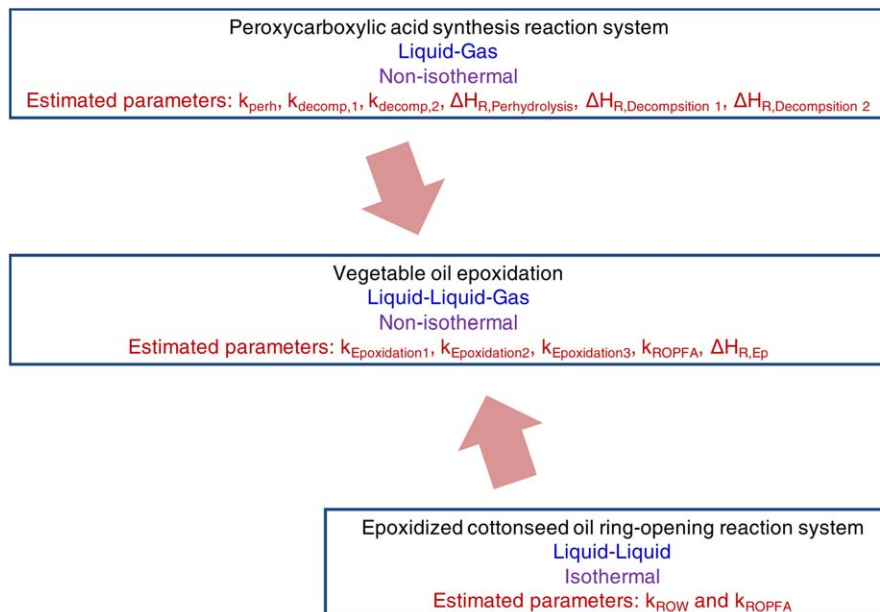 Peroxycarboxylic acid synthesis reaction system
Liquid-Gas
Non-isothermal
Estimated parameters: kperh, kdecomp,1, kdecomp,2, ΔHR,Perhydrolysis, ΔHR,Decompsition 1, ΔHR,Decompsition 2
Vegetable oil epoxidation
Liquid-Liquid-Gas
Non-isothermal
Estimated parameters: kEpoxidation1, kEpoxidation2, kEpoxidation3, kROPFA, ΔHR,Ep
Epoxidized cottonseed oil ring-opening reaction system
Liquid-Liquid
Isothermal
Estimated parameters: kROW and kROPFA